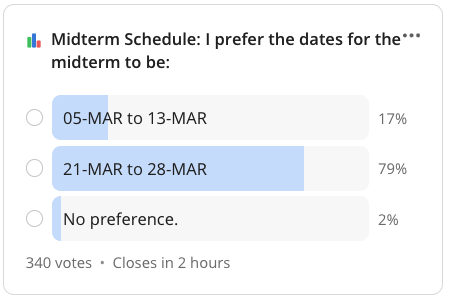 Midterm Schedule: I prefer the dates for the
midterm to be:
05-MAR to 13-MAR 17%
21-MAR to 28-MAR 79%
No preference. 2%
340 votes • Closes in 2 hours